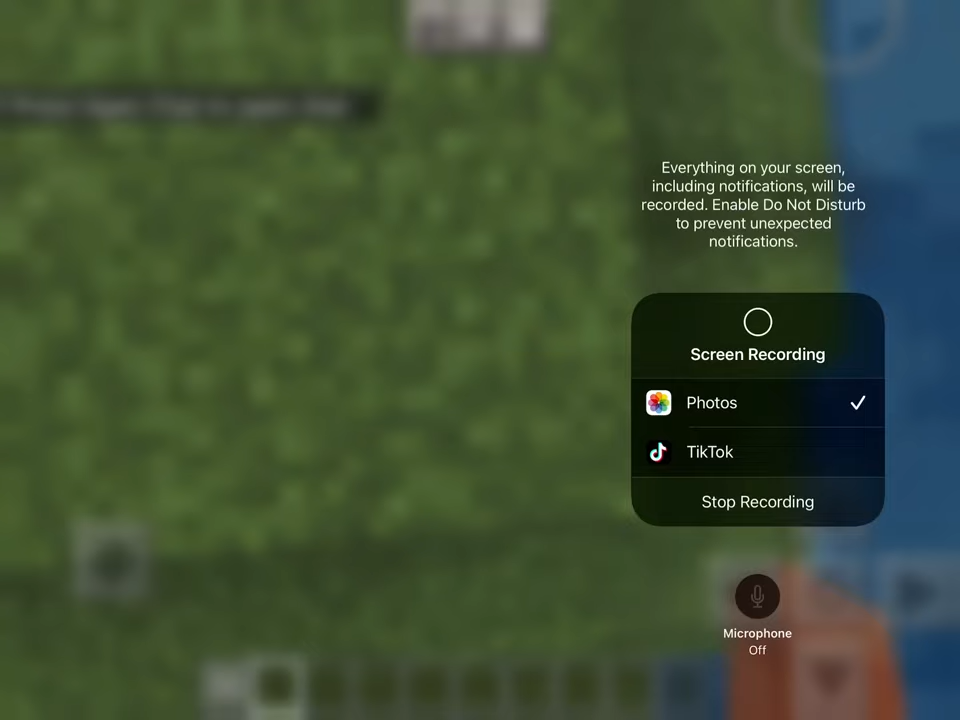 Everything on your screen,
including notifications, will be
recorded. Enable Do Not Disturb
to prevent unexpected
notifications.
Screen Recording
Photos
TikTok
Stop Recording
Microphone
Off